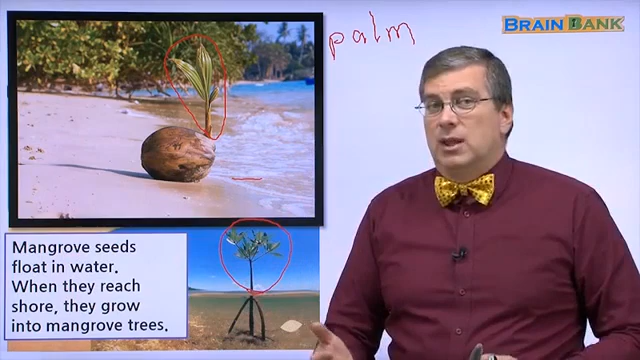 palm
BRAIN BANK
Mangrove seeds
float in water.
When they reach
shore, they grow
into mangrove trees.